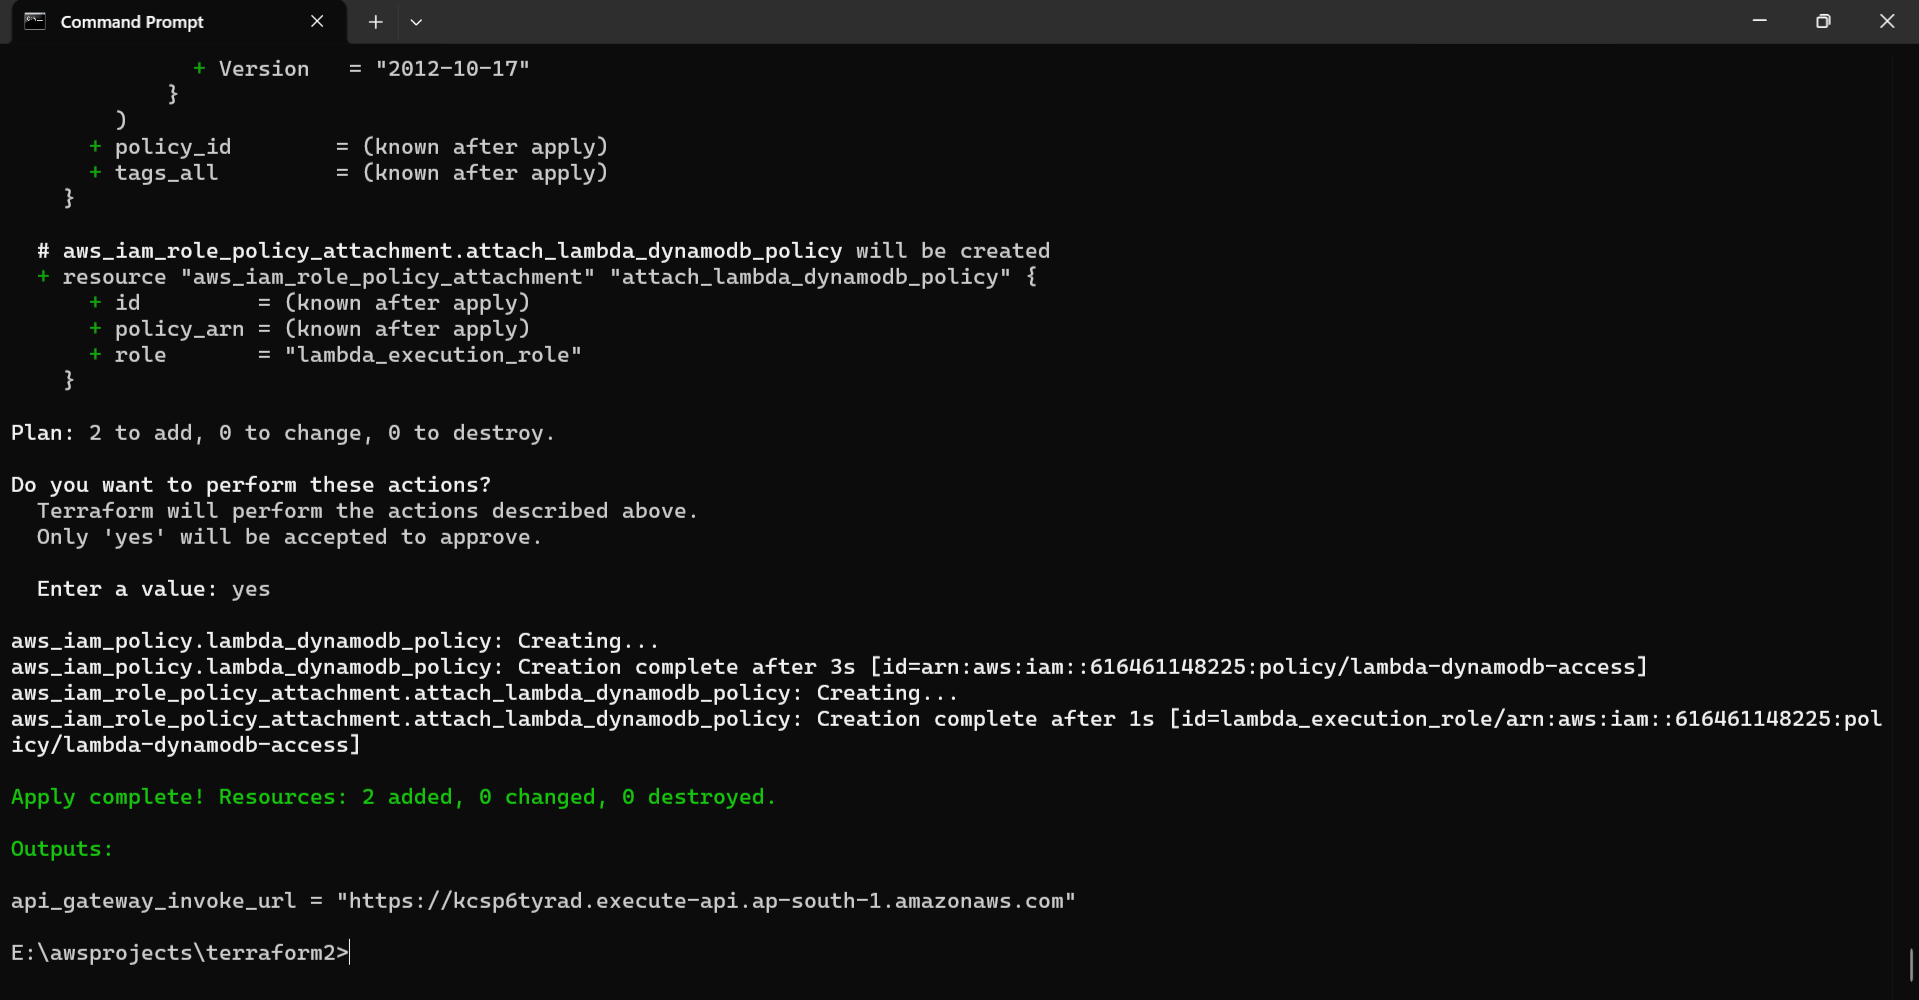 Command Prompt
+ Version   = "2012-10-17"
}
)
+ policy_id        = (known after apply)
+ tags_all         = (known after apply)
}
# aws_iam_role_policy_attachment.attach_lambda_dynamodb_policy will be created
+ resource "aws_iam_role_policy_attachment" "attach_lambda_dynamodb_policy" {
+ id         = (known after apply)
+ policy_arn = (known after apply)
+ role       = "lambda_execution_role"
}
Plan: 2 to add, 0 to change, 0 to destroy.
Do you want to perform these actions?
Terraform will perform the actions described above.
Only 'yes' will be accepted to approve.
Enter a value: yes
aws_iam_policy.lambda_dynamodb_policy: Creating...
aws_iam_policy.lambda_dynamodb_policy: Creation complete after 3s [id=arn:aws:iam::616461148225:policy/lambda-dynamodb-access]
aws_iam_role_policy_attachment.attach_lambda_dynamodb_policy: Creating...
aws_iam_role_policy_attachment.attach_lambda_dynamodb_policy: Creation complete after 1s [id=lambda_execution_role/arn:aws:iam::616461148225:pol
icy/lambda-dynamodb-access]
Apply complete! Resources: 2 added, 0 changed, 0 destroyed.
Outputs:
api_gateway_invoke_url = "https://kcsp6tyrad.execute-api.ap-south-1.amazonaws.com"
E:\awsprojects\terraform2>